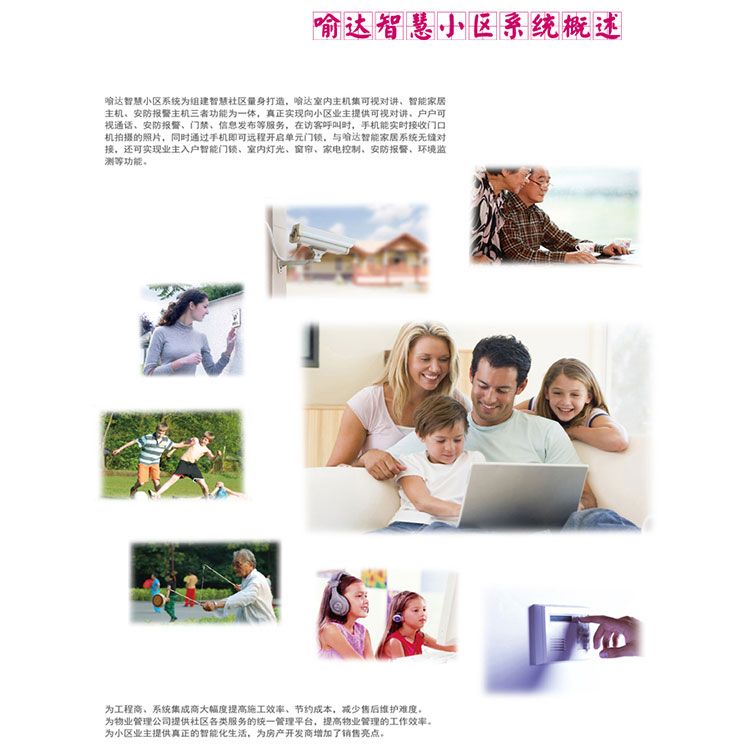 喻达智慧小区系统概述
喻达智慧小区系统为组建智慧社区量身打造，喻达室内主机集可视对讲、智能家居
主机、安防报警主机三者功能为一体，真正实现向小区业主提供可视对讲、户户可
视通话、安防报警、门禁、信息发布等服务，在访客呼叫时，手机能实时接收门口
机拍摄的照片，同时通过手机即可远程开启单元门锁，与喻达智能家居系统无缝对
接，还可实现业主入户智能门锁、室内灯光、窗帘、家电控制、安防报警、环境监
测等功能。
为工程商、系统集成商大幅度提高施工效率、节约成本，减少售后维护难度。
为物业管理公司提供社区各类服务的统一管理平台，提高物业管理的工作效率。
为小区业主提供真正的智能化生活，为房产开发商增加了销售亮点。